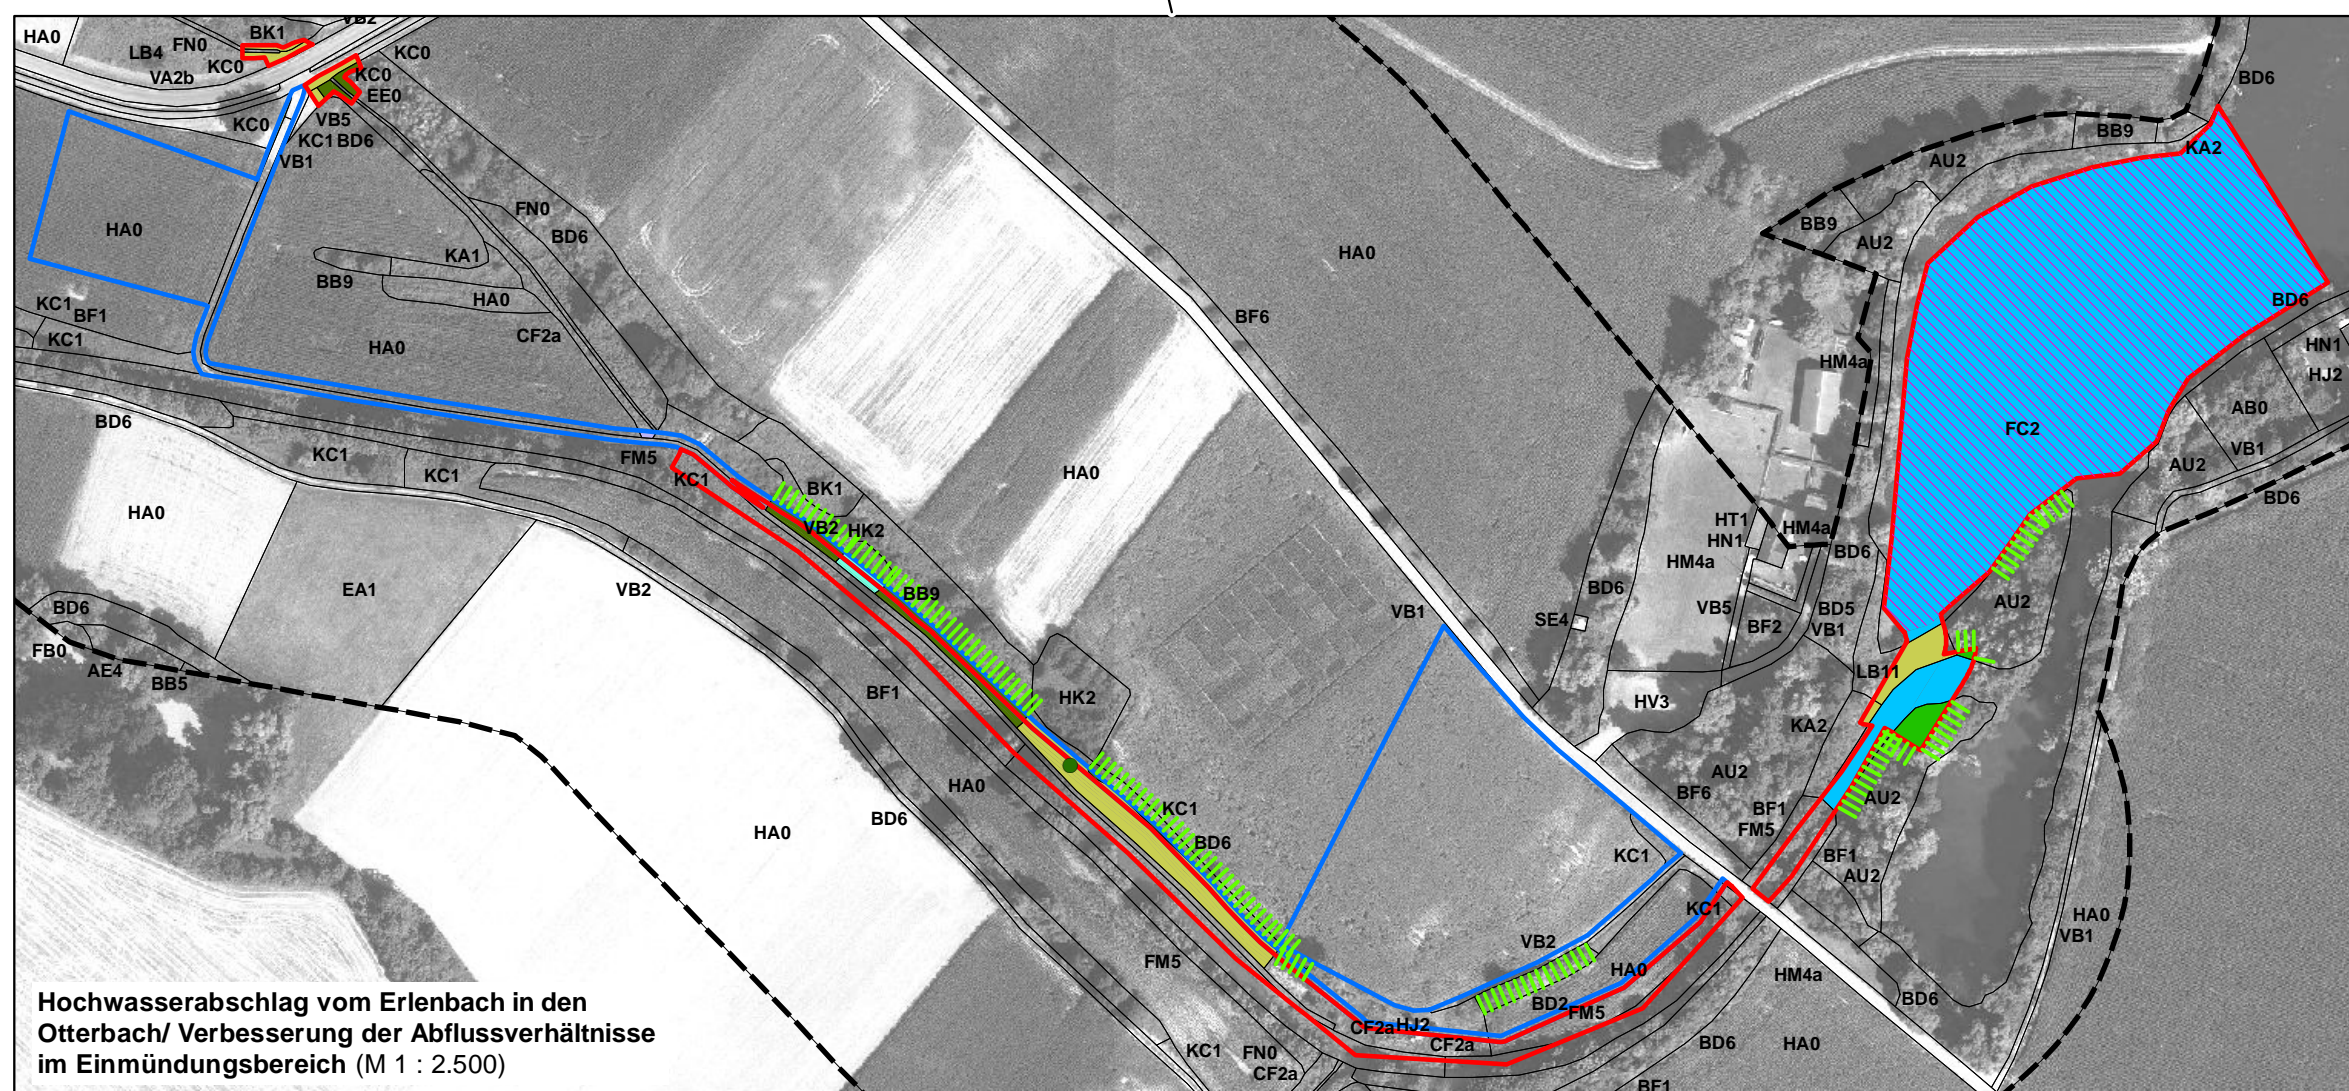 HA0
LB4
FN0
BK1
VB2
KC0
VA2b
KC0
KC0
KC0
EE0
VB5
KC1 BD6
VB1
HA0
FN0
BD6
KA1
BB9
HA0
KC1
BF1
KC1
HA0
CF2a
BD6
KC1
KC1
FM5
KC1
HA0
EA1
BD6
FB0
AE4
BB5
VB2
BK1
VB2
HK2
BB9
HA0
HA0
BF6
VB1
BF1
HK2
HA0
HA0
BD6
KC1
BD6
FM5
KC1
FN0
CF2a
CF2a
HJ2
CF2a
BD2
FM5
HA0
VB2
KC1
KC1
BD6
BB9
AU2
KA2
BB9
AU2
BD6
HN1
HJ2
AB0
VB1
AU2
BD6
FC2
HM4a
HT1
HN1
HM4a
HM4a
BD6
BD6
SE4
VB5
BF2
BD5
VB1
AU2
LB11
HV3
KA2
AU2
BF6
BF1
FM5
AU2
BF1
AU2
HA0
VB1
HM4a
BD6
BD6
HA0
BF1
Hochwasserabschlag vom Erlenbach in den
Otterbach/ Verbesserung der Abflussverhältnisse
im Einmündungsbereich (M 1 : 2.500)